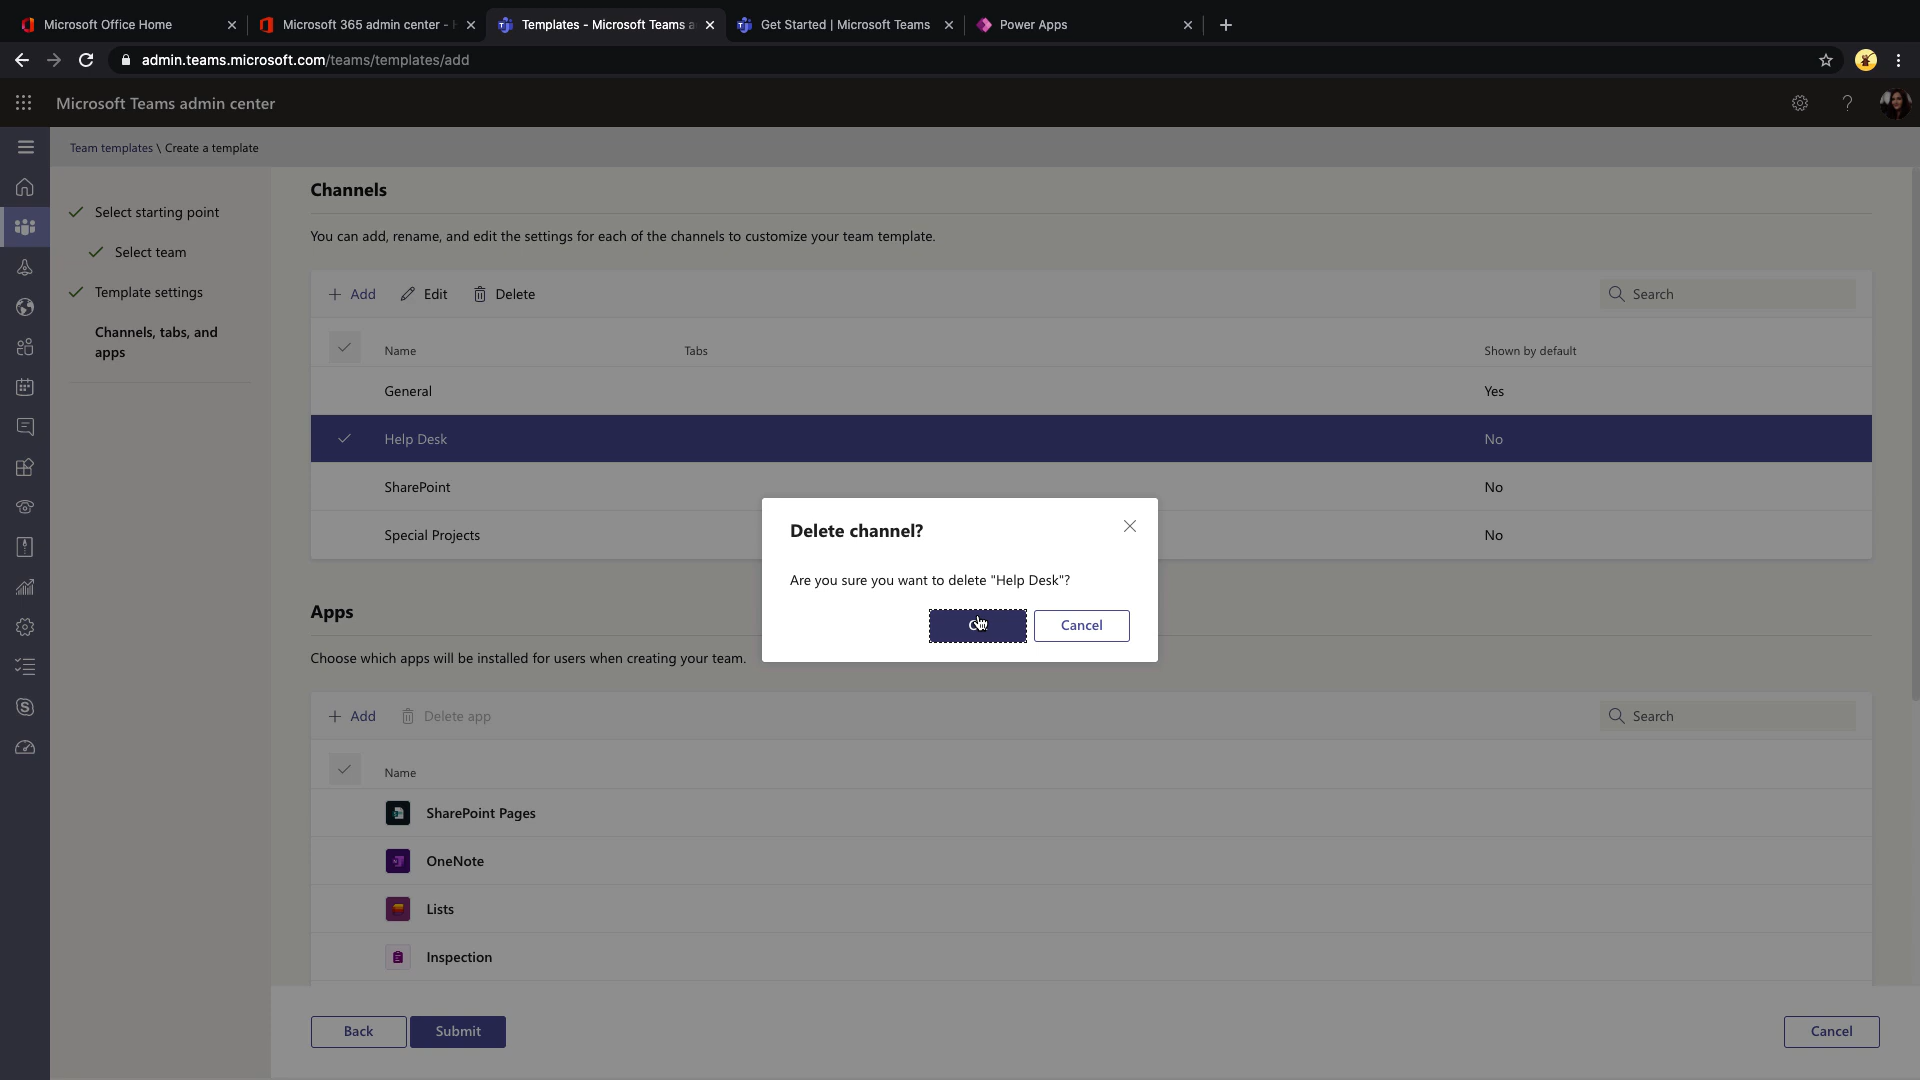 Microsoft Office Home
Microsoft 365 admin center -
Templates - Microsoft Teams a
Get Started | Microsoft Teams
Power Apps
admin.teams.microsoft.com/teams/templates/add
Microsoft Teams admin center
Team templates \ Create a template
Select starting point
Select team
Template settings
Channels, tabs, and
apps
Channels
You can add, rename, and edit the settings for each of the channels to customize your team template.
Add Edit Delete Search
Name Tabs Shown by default
General Yes
Help Desk No
SharePoint No
Special Projects No
Delete channel?
Are you sure you want to delete "Help Desk"?
Cancel
Apps
Choose which apps will be installed for users when creating your team.
Add Delete app Search
Name
SharePoint Pages
OneNote
Lists
Inspection
Back Submit Cancel